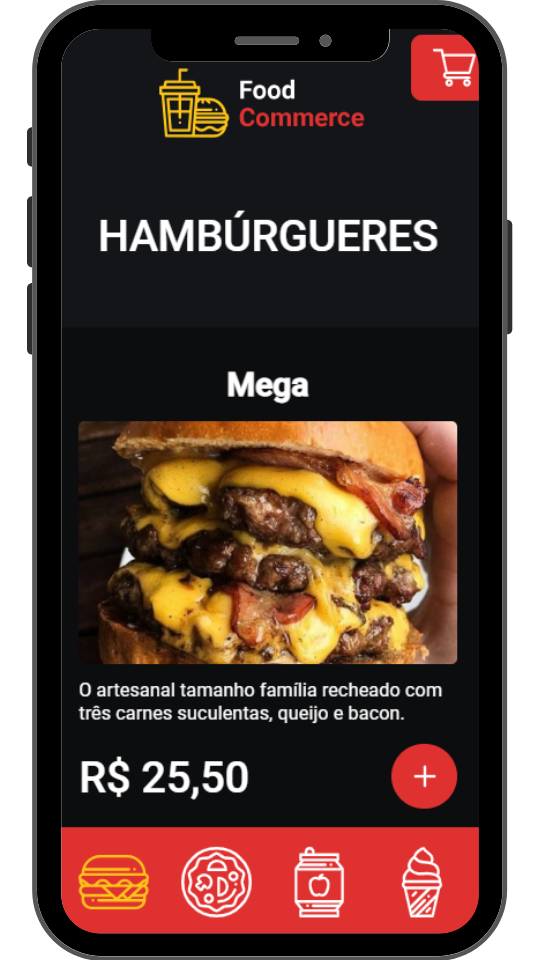 Food
Commerce
HAMBÚRGUERES
Mega
O artesanal tamanho família recheado com
três carnes suculentas, queijo e bacon.
R$ 25,50